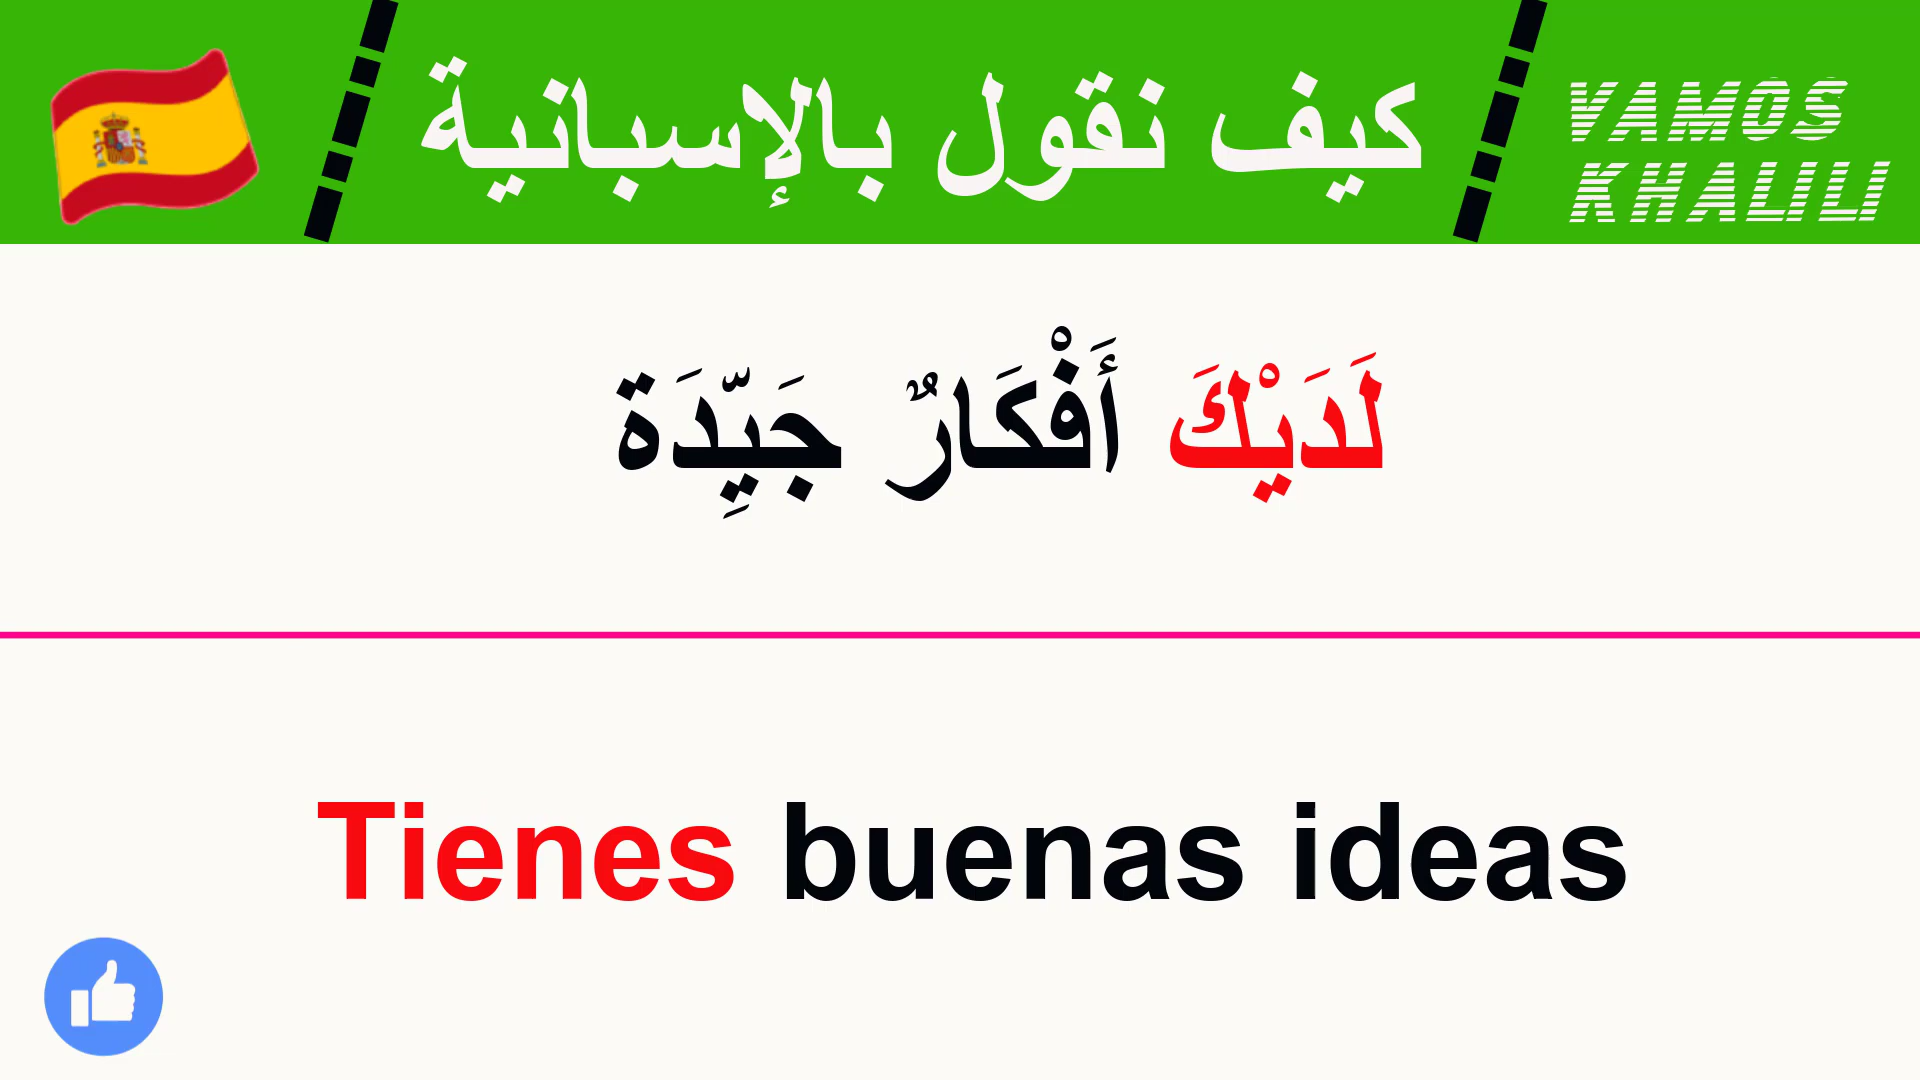 كيف نقول بالإسبانية
VAMOS
KHALILI
لَدَيْكَ أَفْكَارٌ جَيِّدَة
Tienes buenas ideas